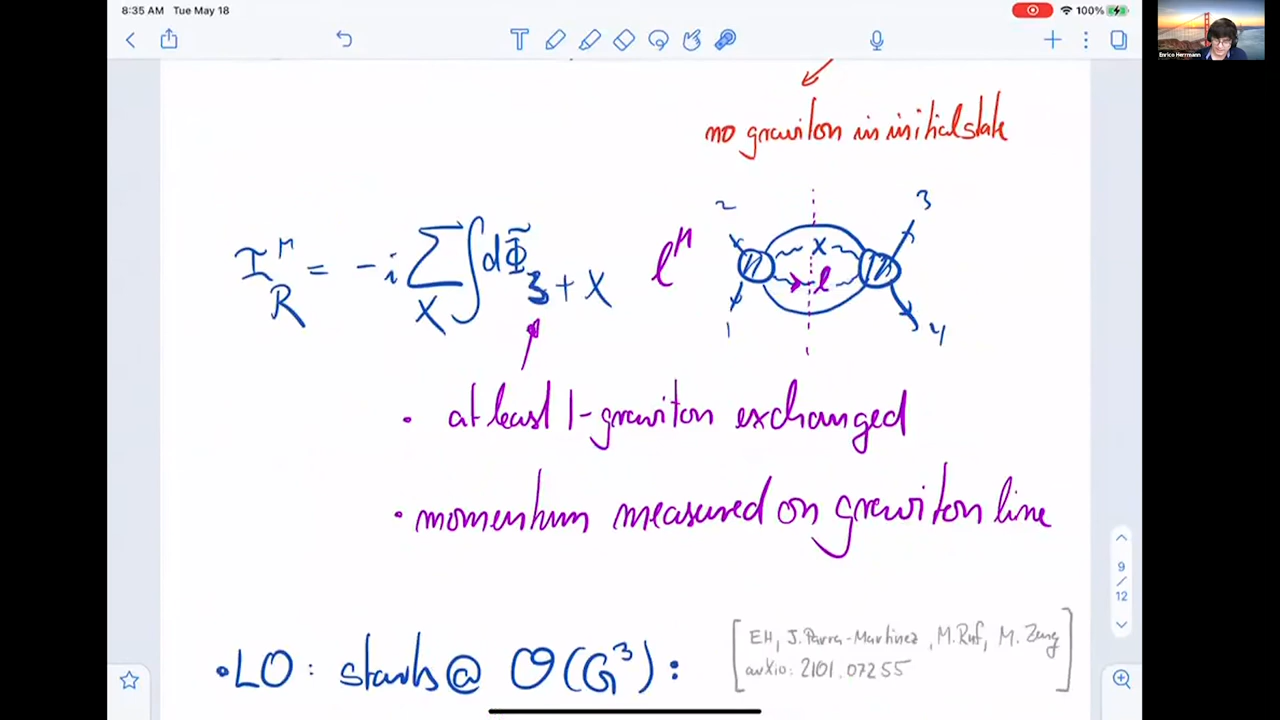 8:35 AM Tue May 18
100%
Enrico Herrmann
no graviton in initial state
I^μ_R = -i ∑_X ∫ dΦ̃_{3+X} l^μ
2 3
X
l
1 4
• at least 1-graviton exchanged
• momentum measured on graviton line
9 / 12
• LO: starts @ O(G^3):
[EH, J. Parra-Martinez, M. Ruf, M. Zeng
arXiv: 2101.07255]